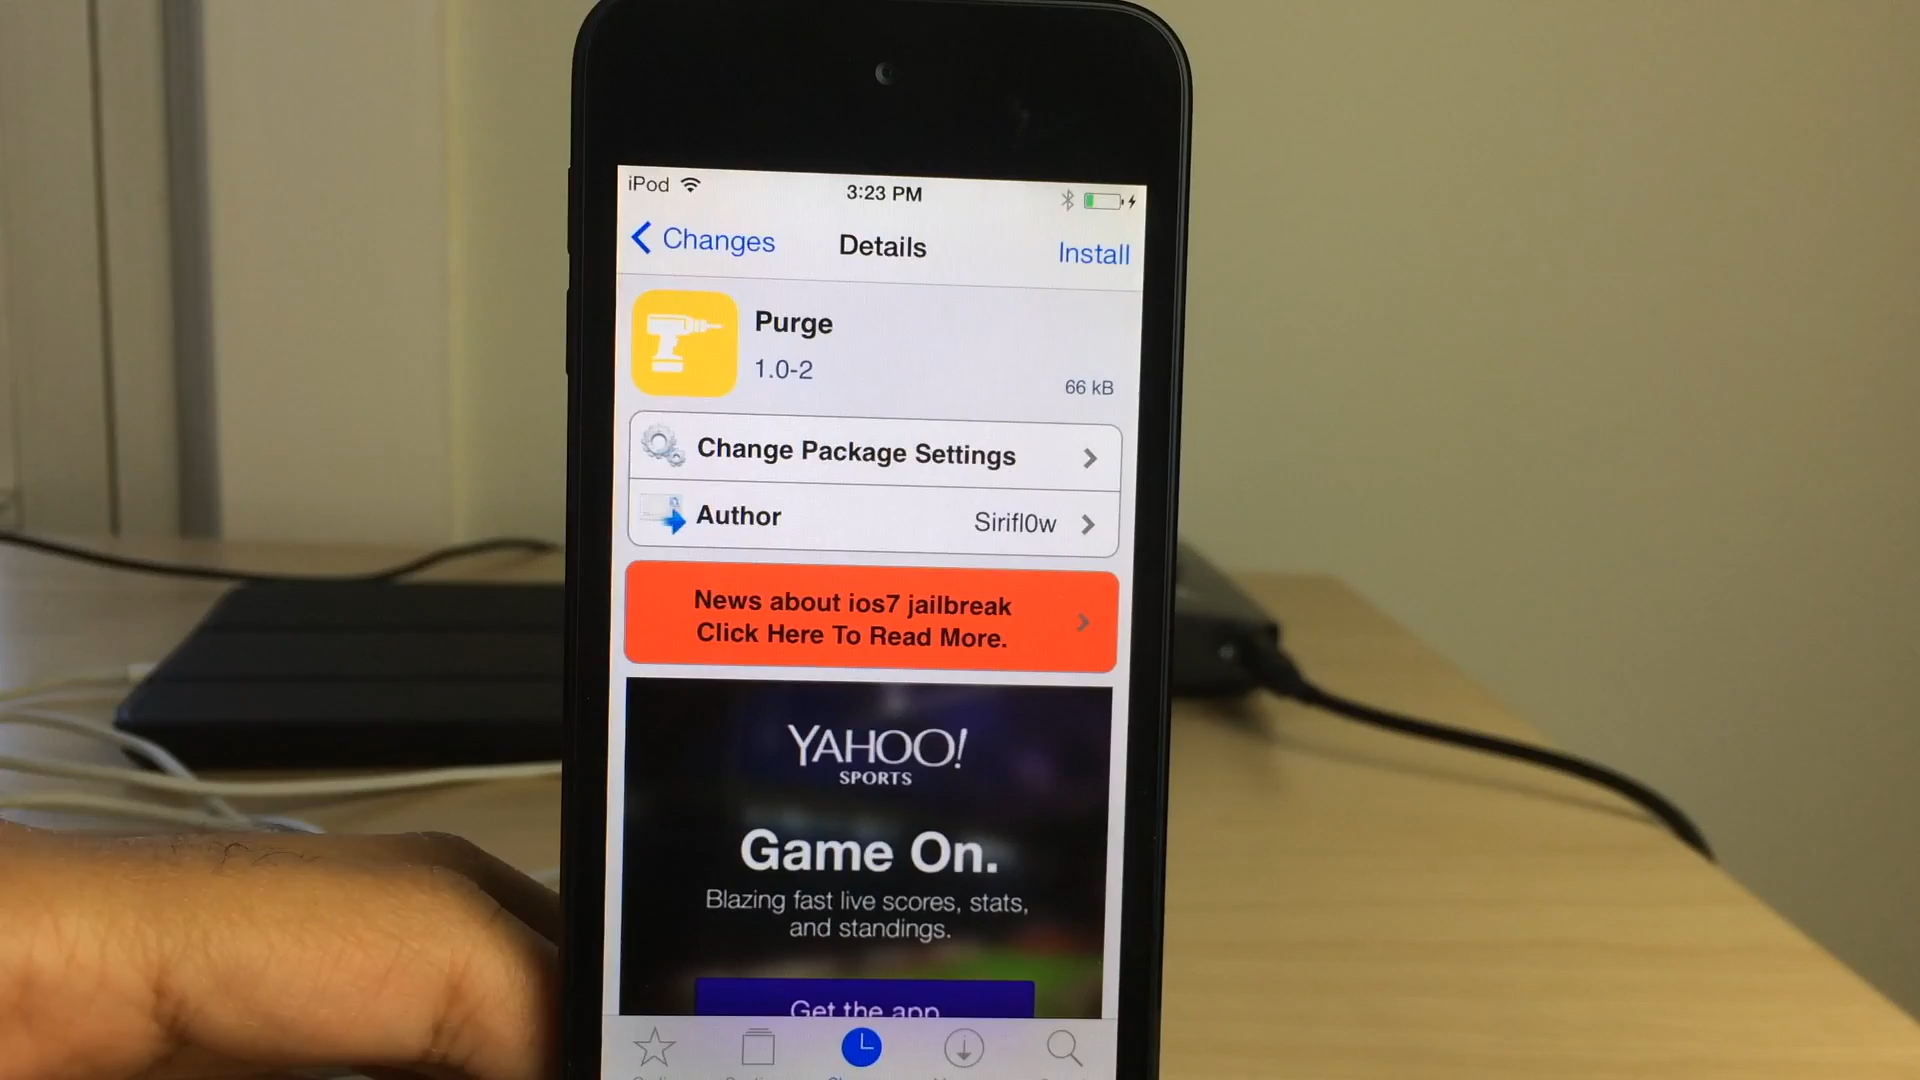 iPod
3:23 PM
Changes
Details
Install
Purge
1.0-2
66 kB
Change Package Settings
Author
Sirifl0w
News about ios7 jailbreak
Click Here To Read More.
YAHOO!
SPORTS
Game On.
Blazing fast live scores, stats,
and standings.
Get the app